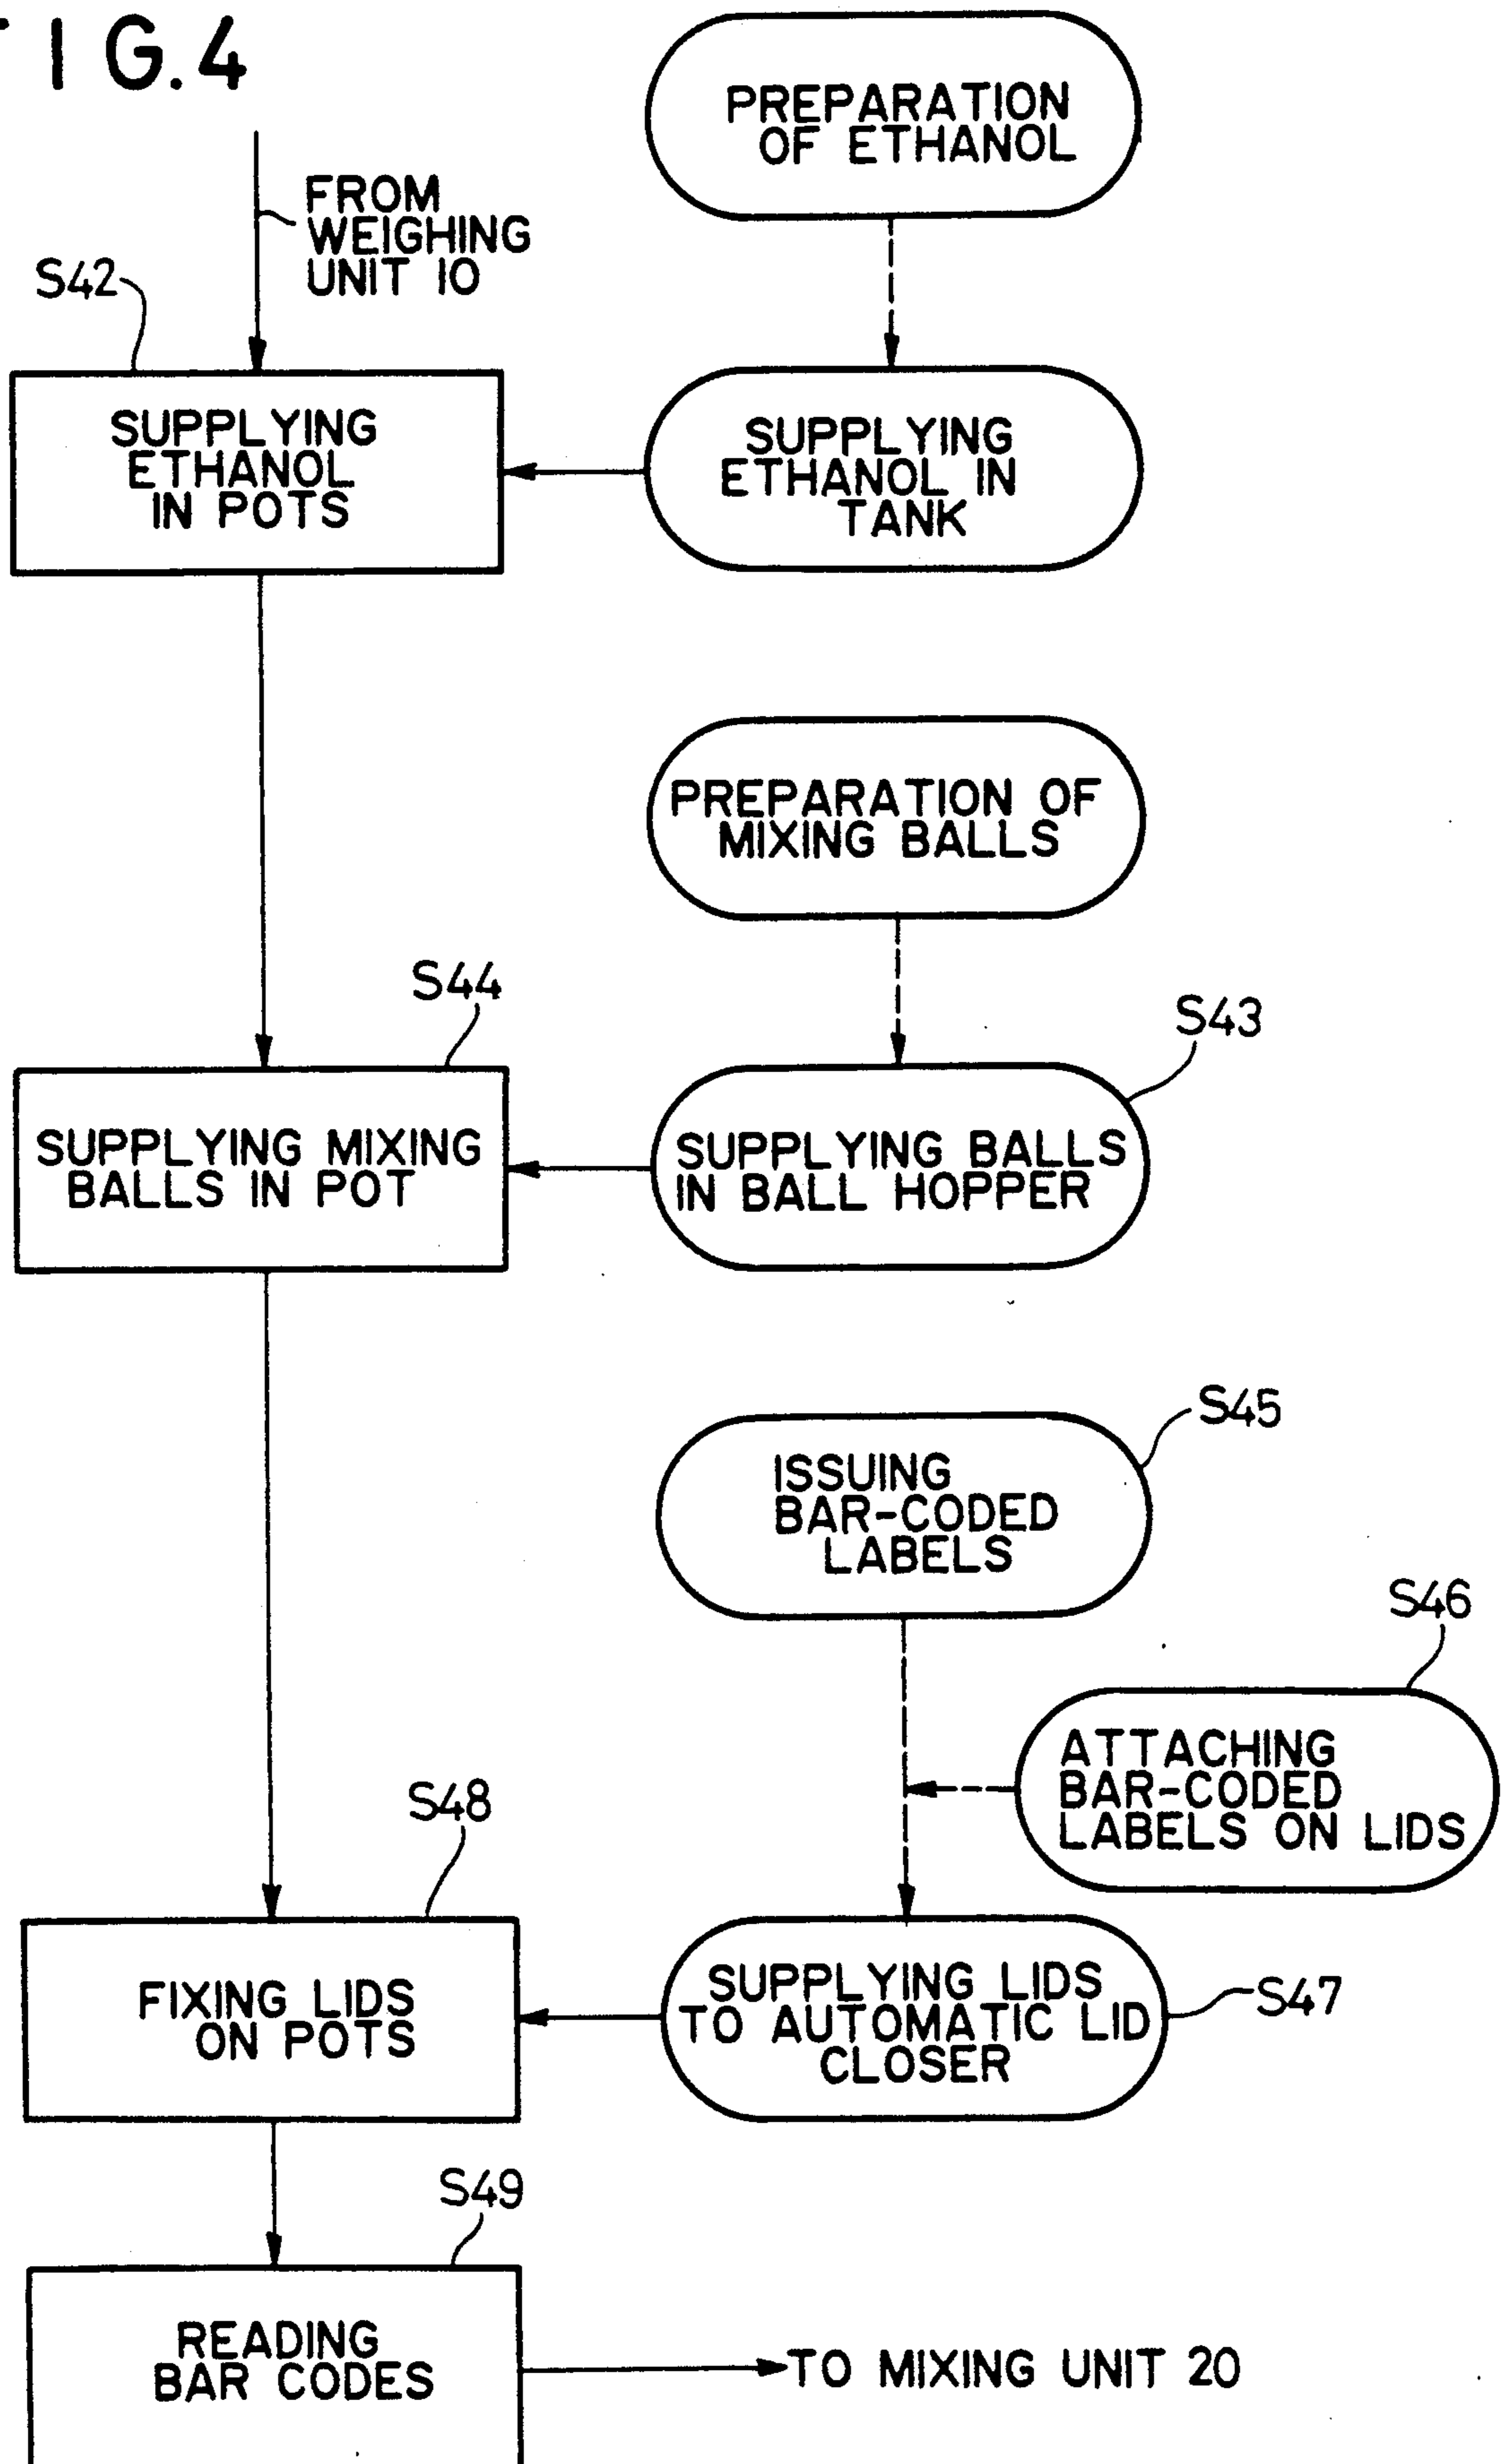 FIG.4
PREPARATION
OF ETHANOL
FROM
WEIGHING
UNIT 10
S42
SUPPLYING
ETHANOL
IN POTS
SUPPLYING
ETHANOL IN
TANK
PREPARATION OF
MIXING BALLS
S44
S43
SUPPLYING MIXING
BALLS IN POT
SUPPLYING BALLS
IN BALL HOPPER
S45
ISSUING
BAR-CODED
LABELS
S46
ATTACHING
BAR-CODED
LABELS ON LIDS
S48
FIXING LIDS
ON POTS
SUPPLYING LIDS
TO AUTOMATIC LID
CLOSER
S47
S49
READING
BAR CODES
TO MIXING UNIT 20